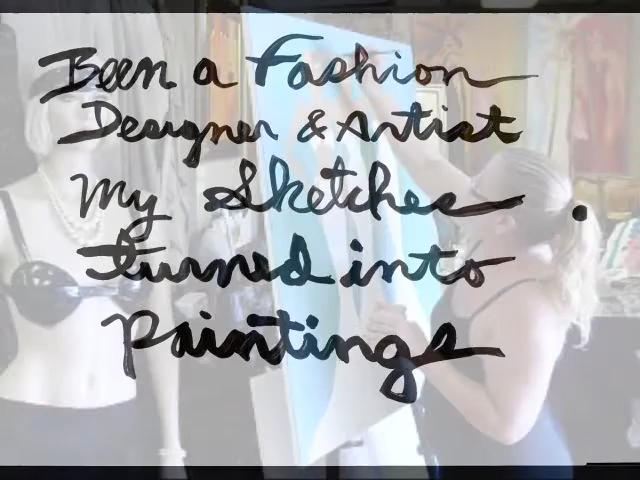 Been a Fashion
Designer & Artist
My Sketches
turned into
paintings